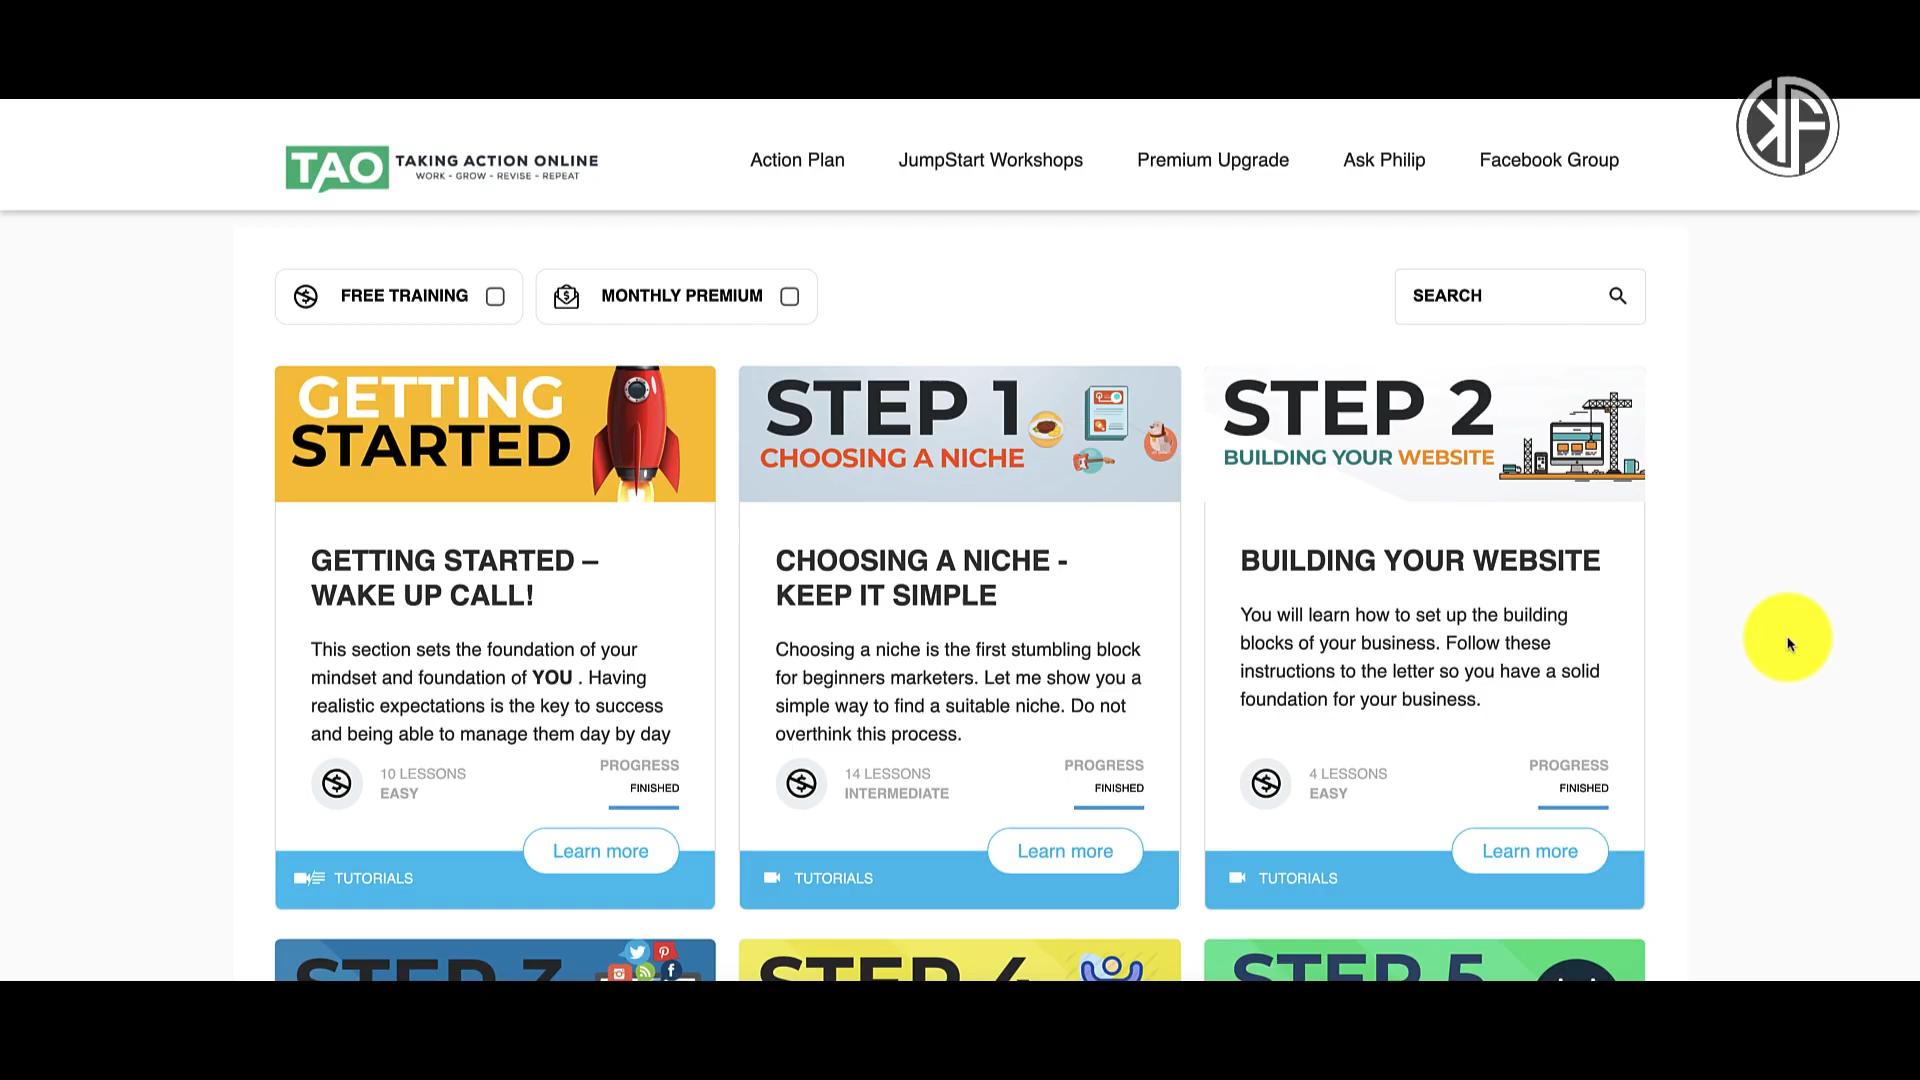 TAO TAKING ACTION ONLINE
WORK - GROW - REVISE - REPEAT
Action Plan
JumpStart Workshops
Premium Upgrade
Ask Philip
Facebook Group
KF
FREE TRAINING
MONTHLY PREMIUM
SEARCH
GETTING
STARTED
GETTING STARTED –
WAKE UP CALL!
This section sets the foundation of your
mindset and foundation of YOU . Having
realistic expectations is the key to success
and being able to manage them day by day
10 LESSONS
EASY
PROGRESS
FINISHED
Learn more
TUTORIALS
STEP 1
CHOOSING A NICHE
CHOOSING A NICHE -
KEEP IT SIMPLE
Choosing a niche is the first stumbling block
for beginners marketers. Let me show you a
simple way to find a suitable niche. Do not
overthink this process.
14 LESSONS
INTERMEDIATE
PROGRESS
FINISHED
Learn more
TUTORIALS
STEP 2
BUILDING YOUR WEBSITE
BUILDING YOUR WEBSITE
You will learn how to set up the building
blocks of your business. Follow these
instructions to the letter so you have a solid
foundation for your business.
4 LESSONS
EASY
PROGRESS
FINISHED
Learn more
TUTORIALS
STEP 3
STEP 4
STEP 5